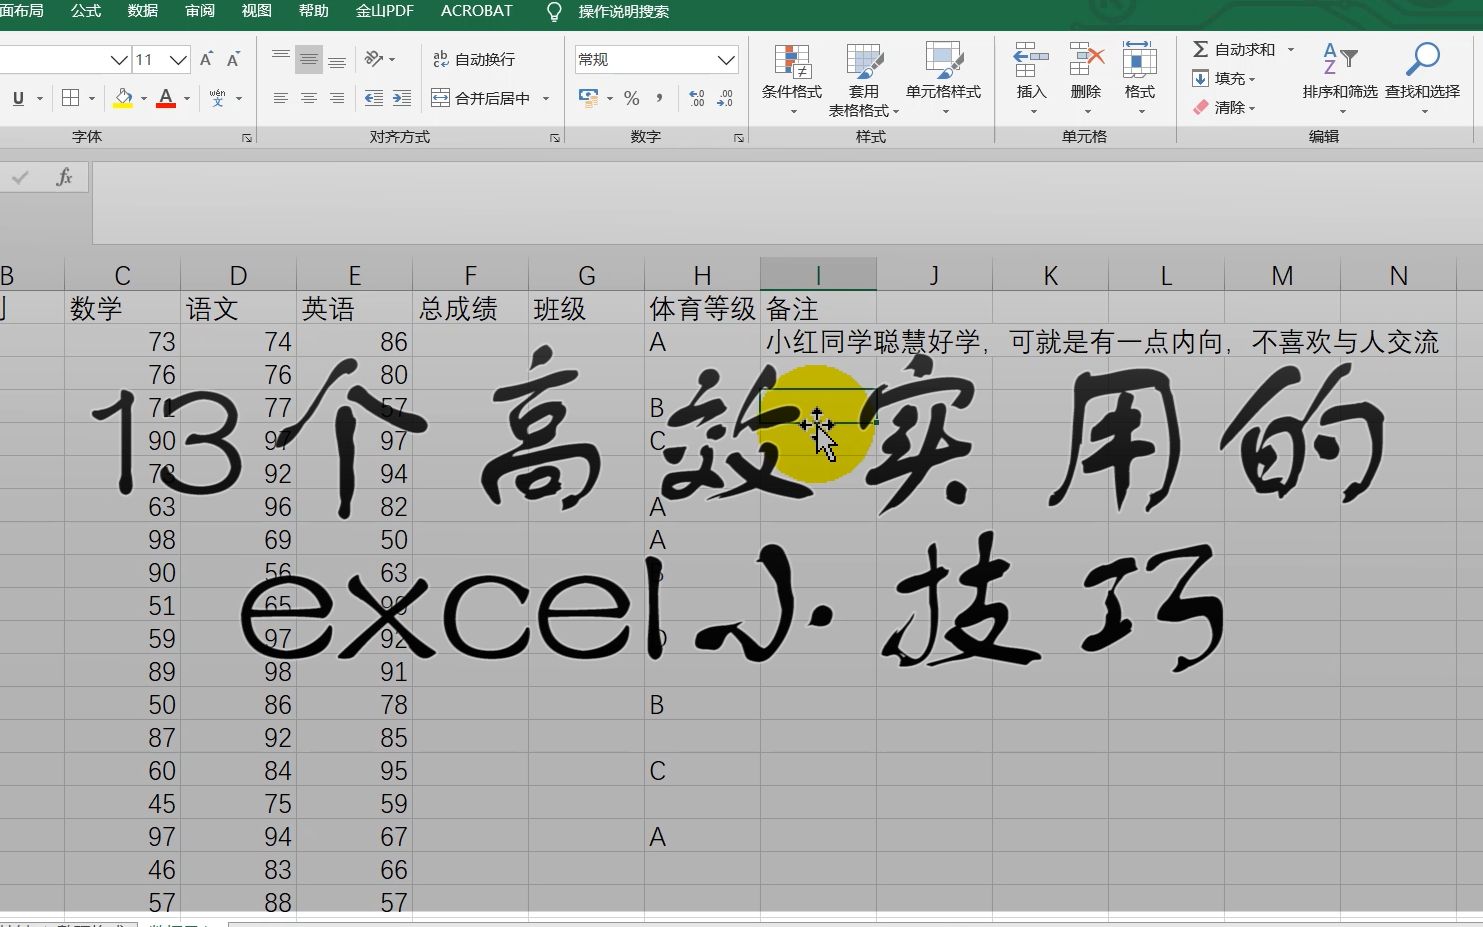 公式 数据 审阅 视图 帮助 金山PDF ACROBAT 操作说明搜索
11 A A 自动换行 常规 条件格式 套用 表格格式 单元格样式 插入 删除 格式 自动求和 填充 清除 排序和筛选 查找和选择
U A wén 文 合并后居中 % ,
字体 对齐方式 数字 样式 单元格 编辑
fx
B C D E F G H I J K L M N
数学 语文 英语 总成绩 班级 体育等级 备注
73 74 86 A 小红同学聪慧好学，可就是有一点内向，不喜欢与人交流
76 76 80
71 77 57 B
90 97 97 C
13个高效实用的
92 94
63 96 82 A
98 69 50 A
90 56 63
51 65
excel小技巧
59 97 92
89 98 91
50 86 78 B
87 92 85
60 84 95 C
45 75 59
97 94 67 A
46 83 66
57 88 57